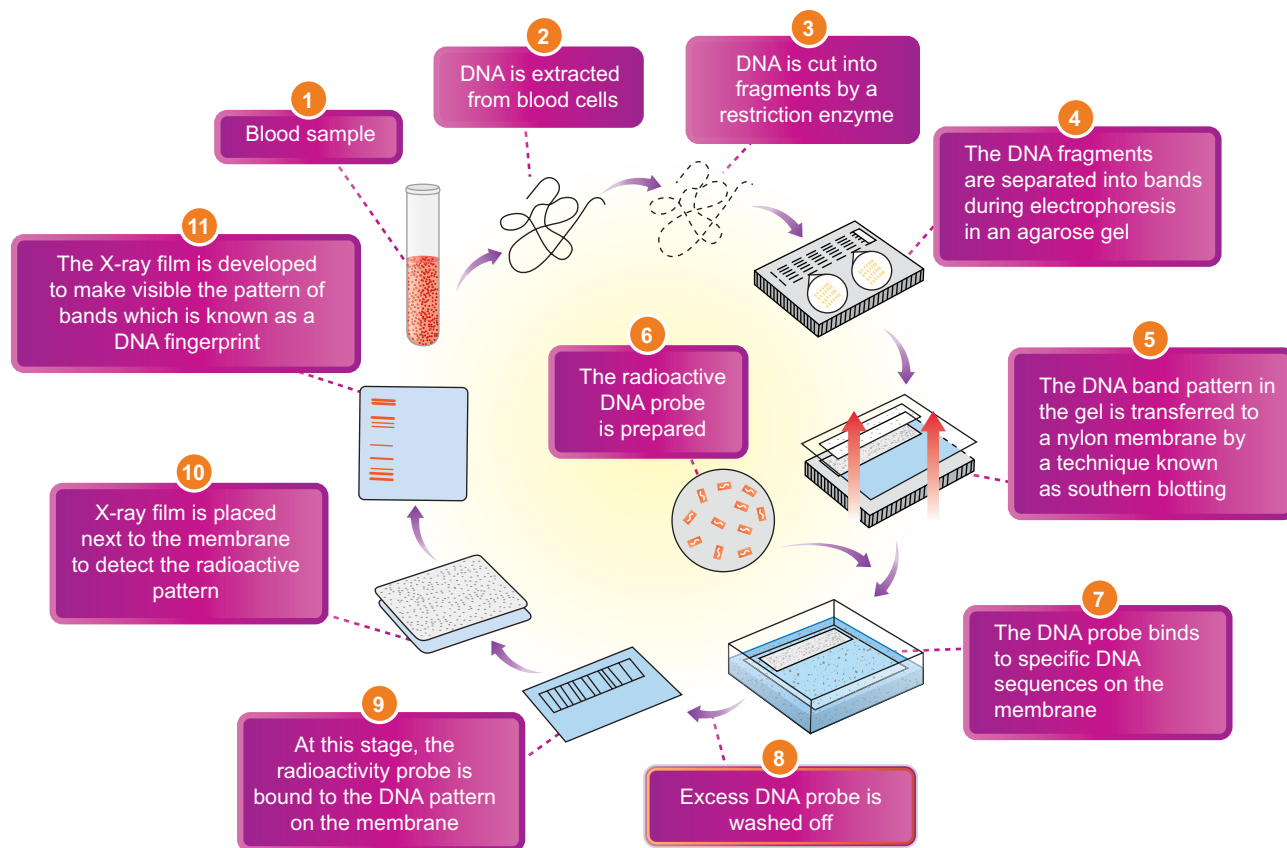 1
Blood sample
2
DNA is extracted
from blood cells
3
DNA is cut into
fragments by a
restriction enzyme
4
The DNA fragments
are separated into bands
during electrophoresis
in an agarose gel
5
The DNA band pattern in
the gel is transferred to
a nylon membrane by
a technique known
as southern blotting
6
The radioactive
DNA probe
is prepared
7
The DNA probe binds
to specific DNA
sequences on the
membrane
8
Excess DNA probe is
washed off
9
At this stage, the
radioactivity probe is
bound to the DNA pattern
on the membrane
10
X-ray film is placed
next to the membrane
to detect the radioactive
pattern
11
The X-ray film is developed
to make visible the pattern of
bands which is known as a
DNA fingerprint